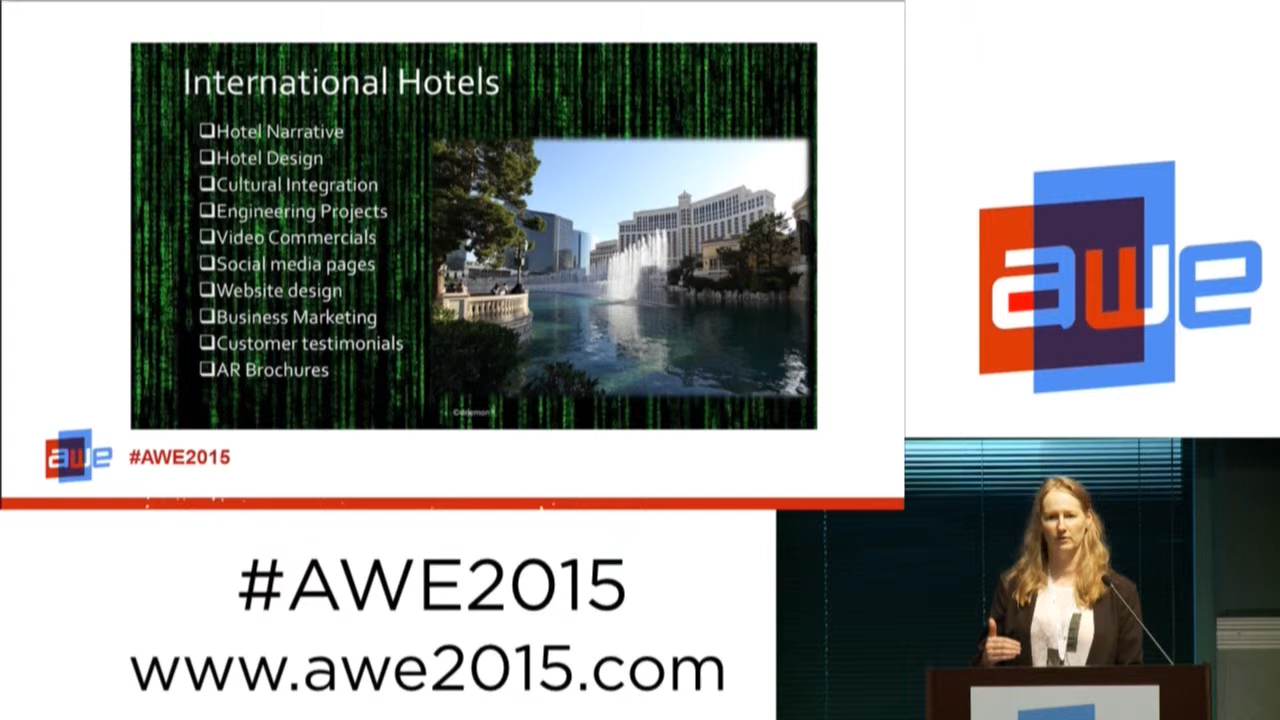 International Hotels
❑Hotel Narrative
❑Hotel Design
❑Cultural Integration
❑Engineering Projects
❑Video Commercials
❑Social media pages
❑Website design
❑Business Marketing
❑Customer testimonials
❑AR Brochures
awe
#AWE2015
awe
#AWE2015
www.awe2015.com